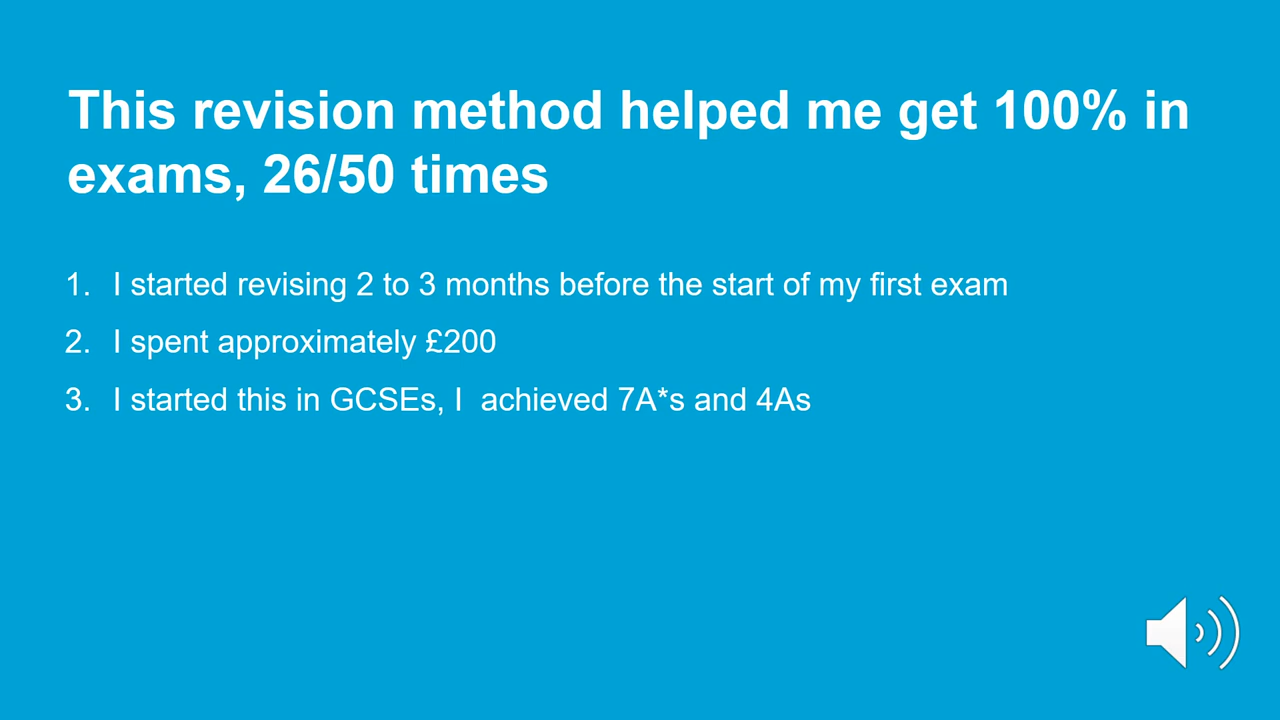 This revision method helped me get 100% in
exams, 26/50 times
1. I started revising 2 to 3 months before the start of my first exam
2. I spent approximately £200
3. I started this in GCSEs, I  achieved 7A*s and 4As